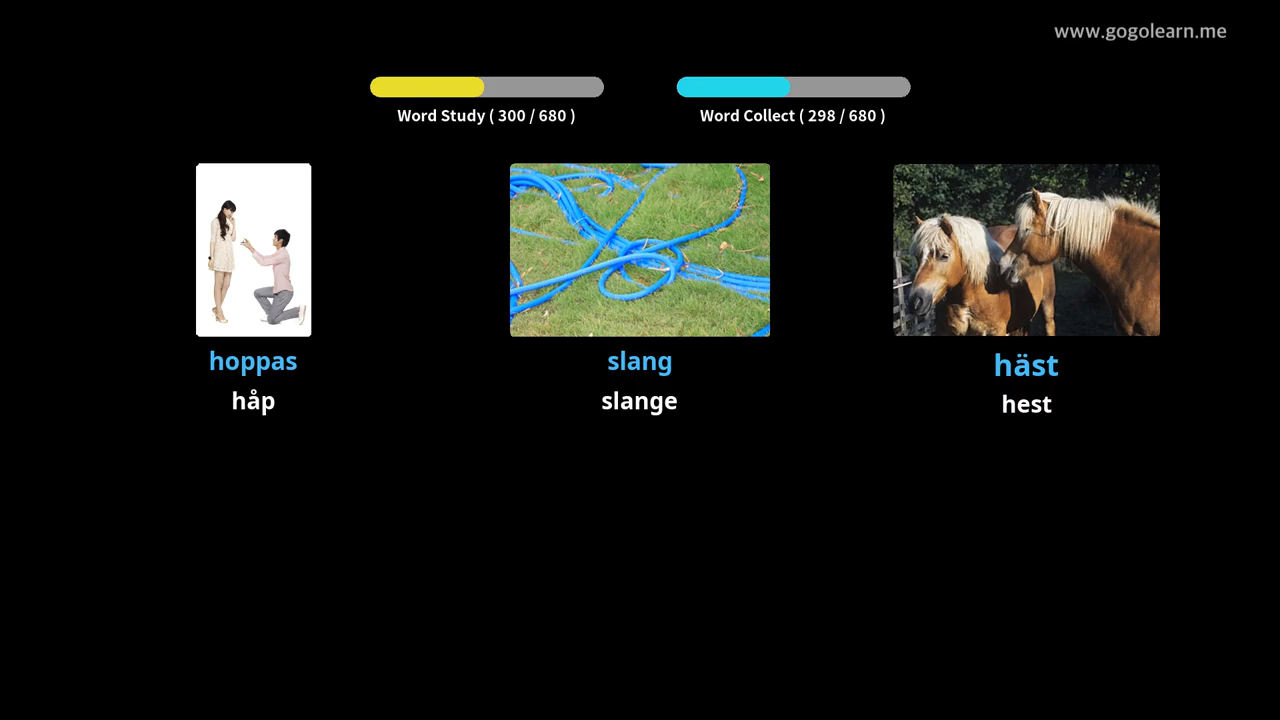 www.gogolearn.me
Word Study ( 300 / 680 )
Word Collect ( 298 / 680 )
hoppas
håp
slang
slange
häst
hest